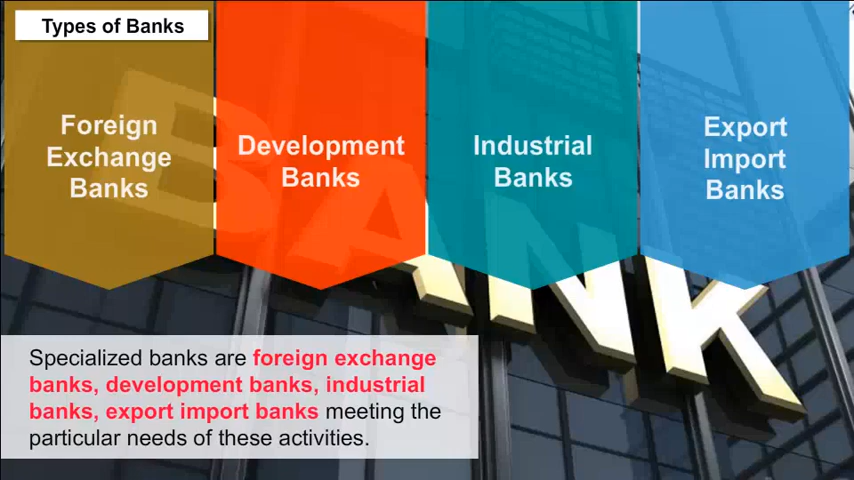 Types of Banks
Foreign
Exchange
Banks
Development
Banks
Industrial
Banks
Export
Import
Banks
BANK
Specialized banks are foreign exchange
banks, development banks, industrial
banks, export import banks meeting the
particular needs of these activities.